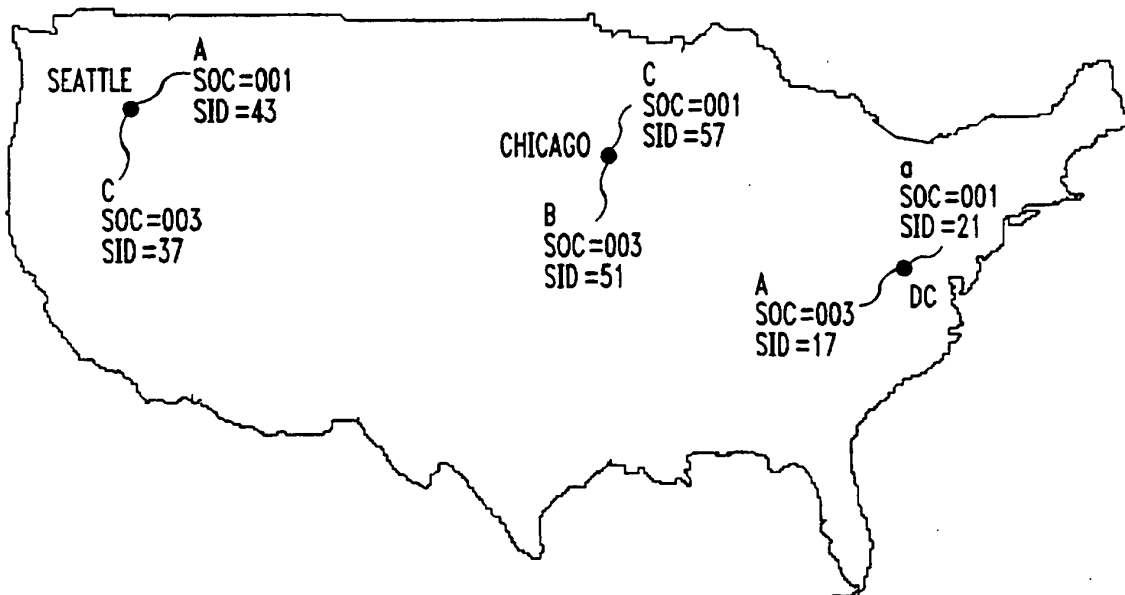 SEATTLE
A
SOC=001
SID=43
C
SOC=003
SID=37
CHICAGO
C
SOC=001
SID=57
B
SOC=003
SID=51
a
SOC=001
SID=21
DC
A
SOC=003
SID=17